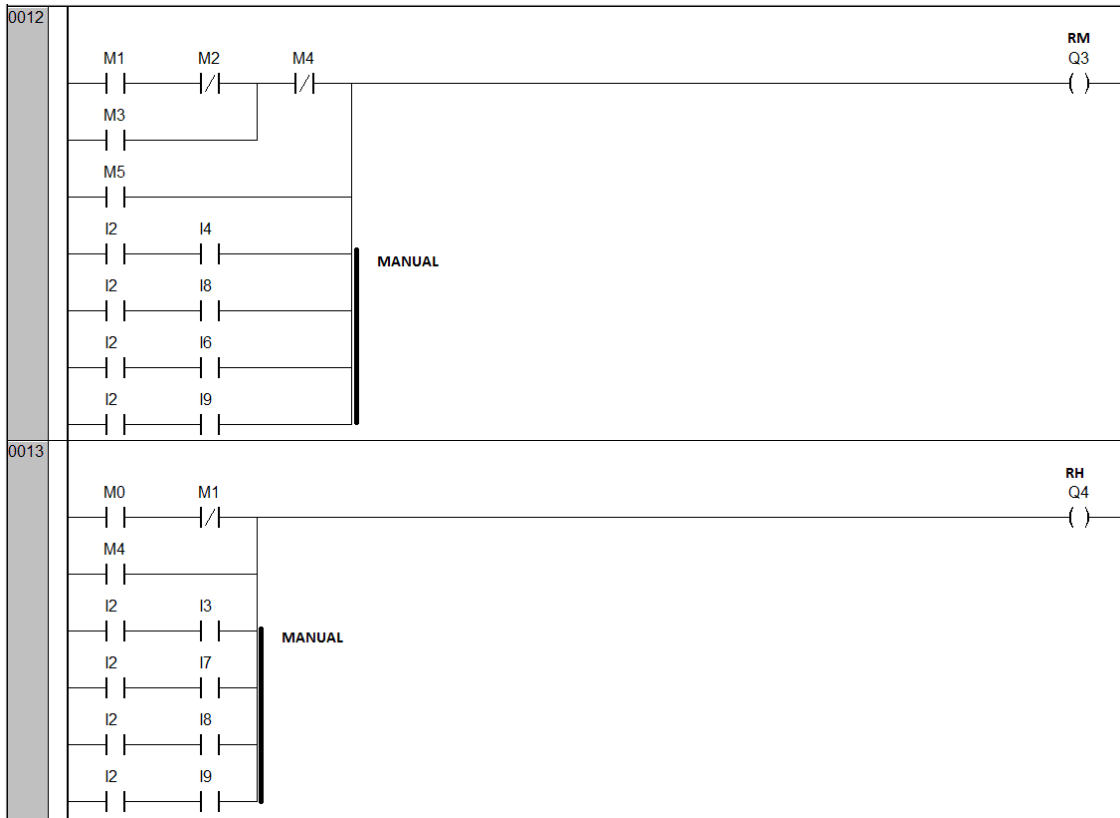 0012
RM
M1 M2 M4 Q3
M3
M5
I2 I4
MANUAL
I2 I8
I2 I6
I2 I9
0013
RH
M0 M1 Q4
M4
I2 I3
MANUAL
I2 I7
I2 I8
I2 I9